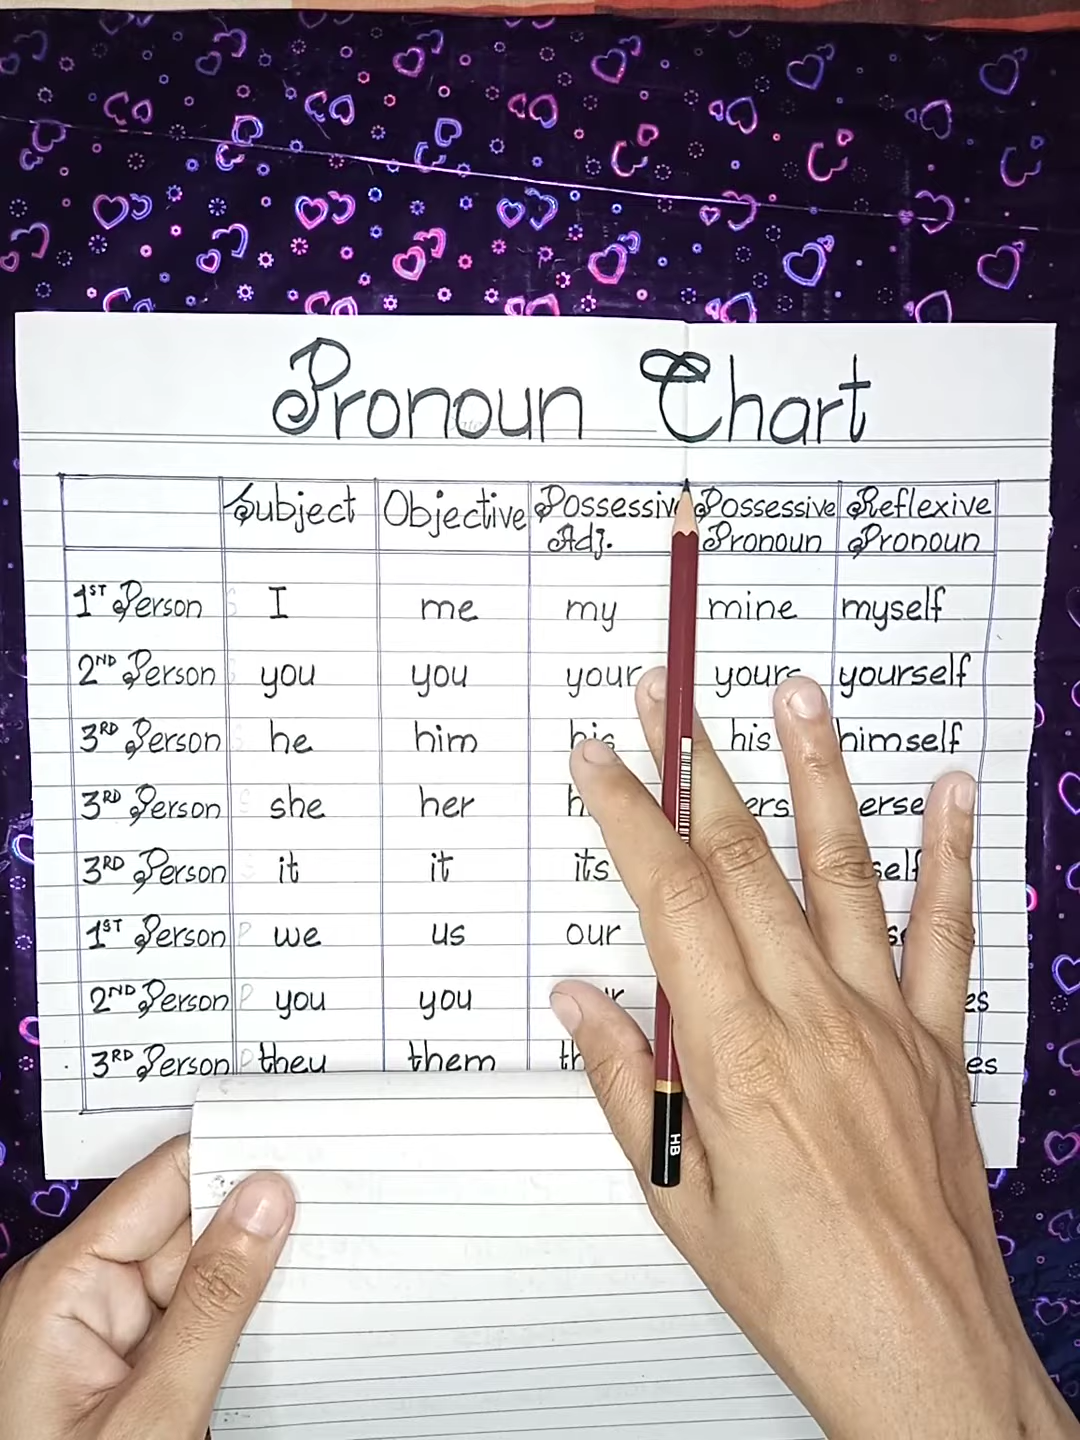 Pronoun Chart
Subject Objective Possessive Adj. Possessive Pronoun Reflexive Pronoun
1ST Person S I me my mine myself
2ND Person S you you your yours yourself
3RD Person S he him his his himself
3RD Person S she her
3RD Person S it it its
1ST Person P we us our
2ND Person P you you
3RD Person P they them
HB